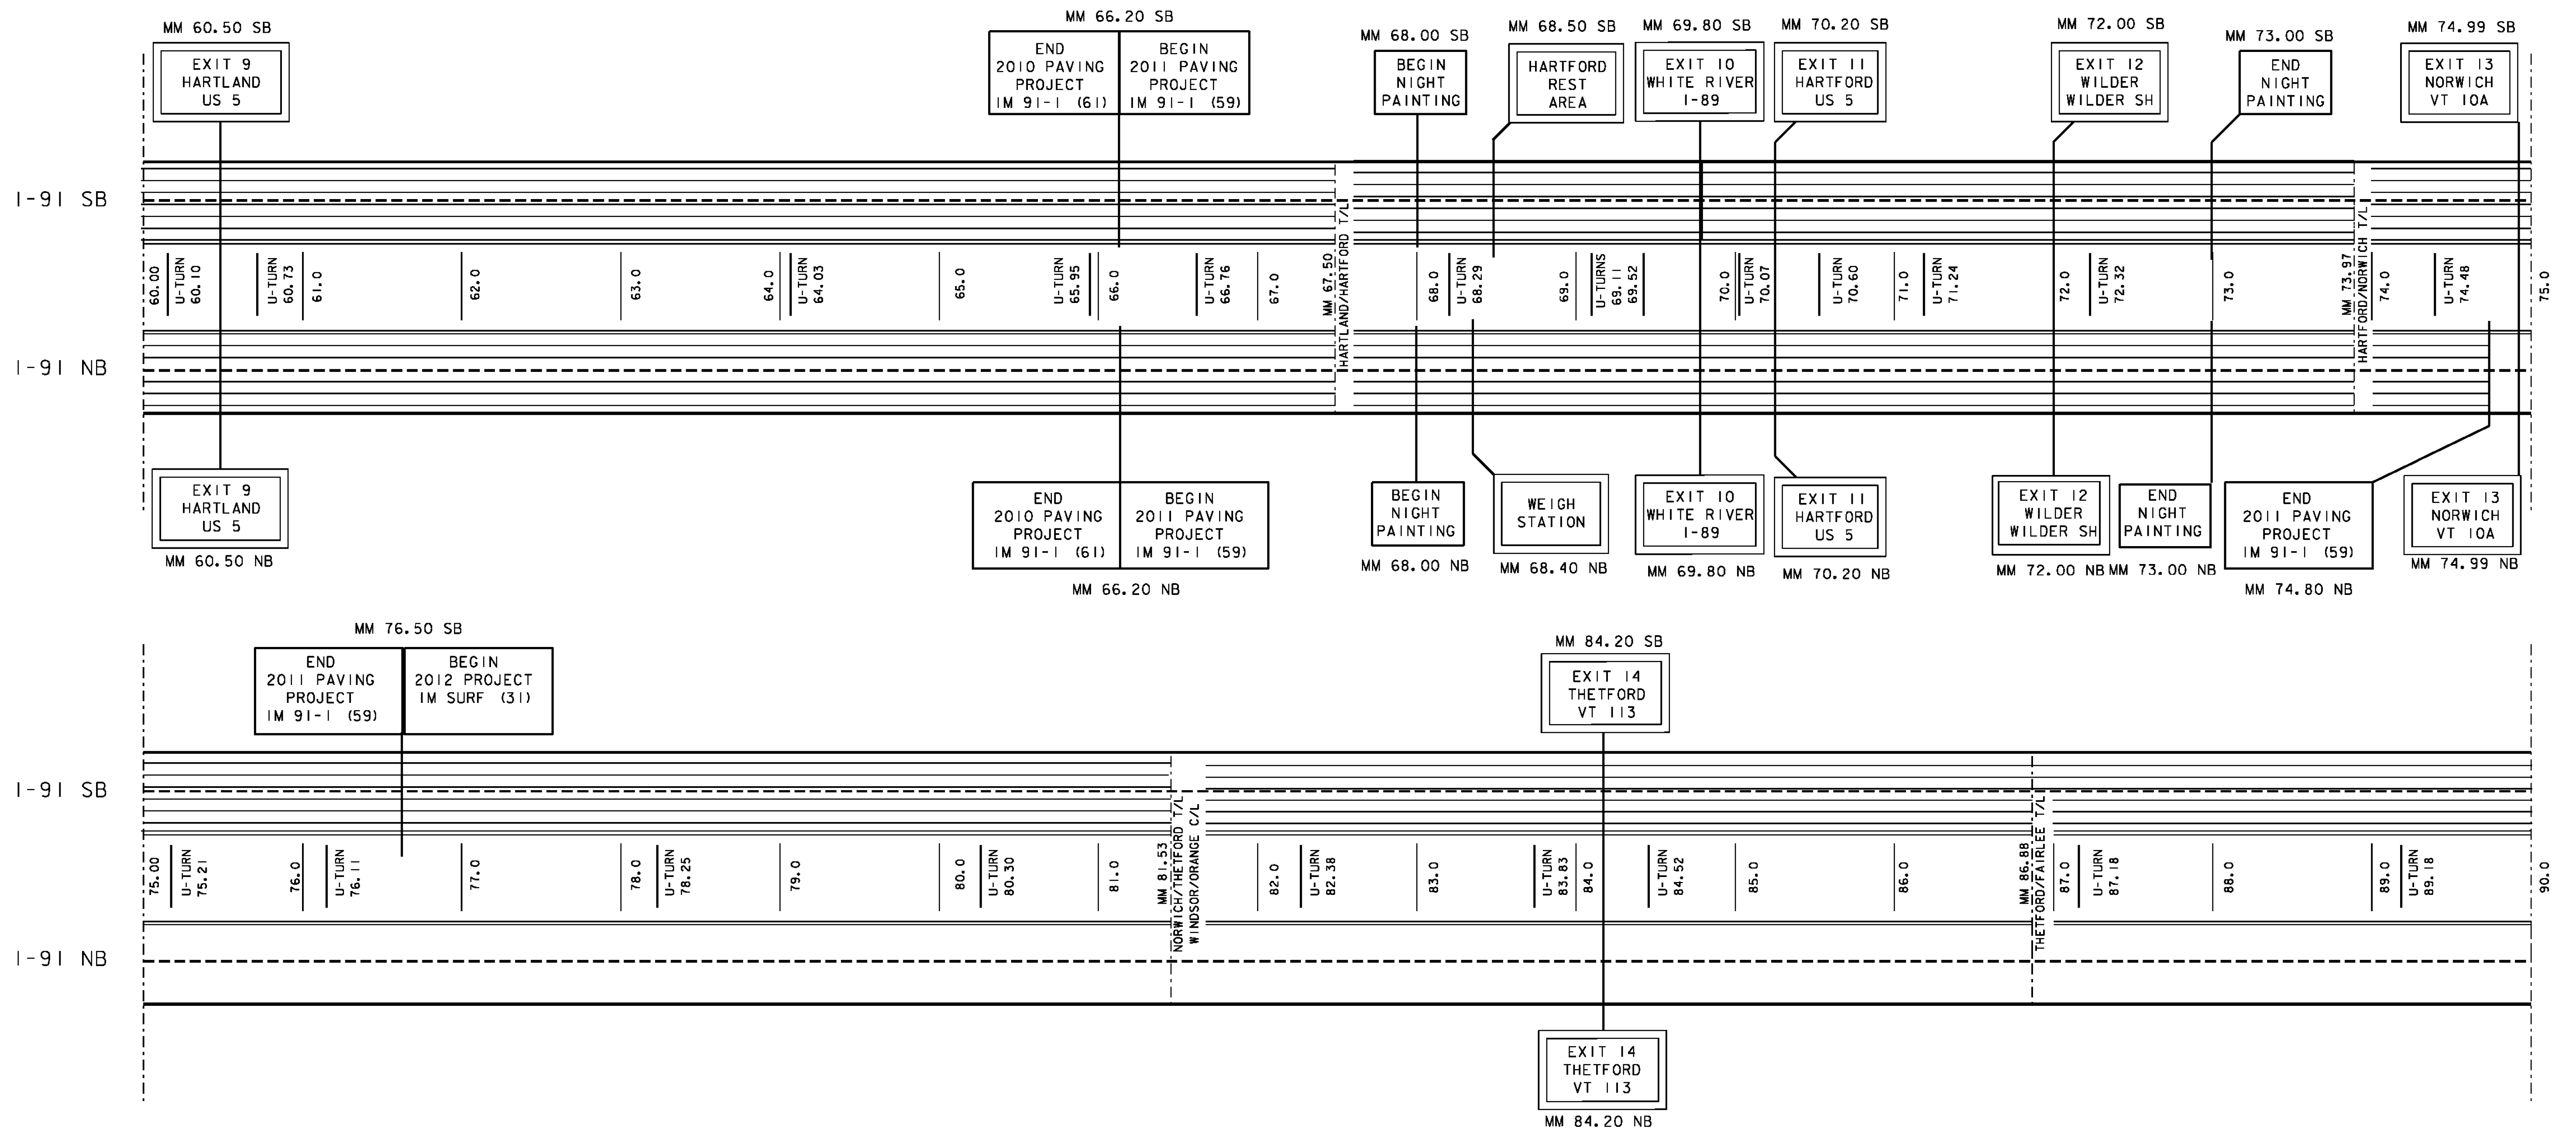 MM 60.50 SB
EXIT 9
HARTLAND
US 5
MM 66.20 SB
END
2010 PAVING
PROJECT
IM 91-1 (61)
BEGIN
2011 PAVING
PROJECT
IM 91-1 (59)
MM 68.00 SB
BEGIN
NIGHT
PAINTING
MM 68.50 SB
HARTFORD
REST
AREA
MM 69.80 SB
EXIT 10
WHITE RIVER
I-89
MM 70.20 SB
EXIT 11
HARTFORD
US 5
MM 72.00 SB
EXIT 12
WILDER
WILDER SH
MM 73.00 SB
END
NIGHT
PAINTING
MM 74.99 SB
EXIT 13
NORWICH
VT 10A
I-91 SB
60.00
U-TURN
60.10
U-TURN
60.73
61.0
62.0
63.0
64.0
U-TURN
64.03
65.0
U-TURN
65.95
66.0
U-TURN
66.76
67.0
MM 67.50
HARTLAND/HARTFORD T/L
68.0
U-TURN
68.29
69.0
U-TURNS
69.11
69.52
70.0
U-TURN
70.07
U-TURN
70.60
71.0
U-TURN
71.24
72.0
U-TURN
72.32
73.0
MM 73.97
HARTFORD/NORWICH T/L
74.0
U-TURN
74.48
75.0
I-91 NB
EXIT 9
HARTLAND
US 5
MM 60.50 NB
END
2010 PAVING
PROJECT
IM 91-1 (61)
BEGIN
2011 PAVING
PROJECT
IM 91-1 (59)
MM 66.20 NB
BEGIN
NIGHT
PAINTING
MM 68.00 NB
WEIGH
STATION
MM 68.40 NB
EXIT 10
WHITE RIVER
I-89
MM 69.80 NB
EXIT 11
HARTFORD
US 5
MM 70.20 NB
EXIT 12
WILDER
WILDER SH
MM 72.00 NB
END
NIGHT
PAINTING
MM 73.00 NB
END
2011 PAVING
PROJECT
IM 91-1 (59)
MM 74.80 NB
EXIT 13
NORWICH
VT 10A
MM 74.99 NB
MM 76.50 SB
END
2011 PAVING
PROJECT
IM 91-1 (59)
BEGIN
2012 PROJECT
IM SURF (31)
MM 84.20 SB
EXIT 14
THETFORD
VT 113
I-91 SB
75.00
U-TURN
75.21
76.0
U-TURN
76.11
77.0
78.0
U-TURN
78.25
79.0
80.0
U-TURN
80.30
81.0
MM 81.53
NORWICH/THETFORD T/L
WINDSOR/ORANGE C/L
82.0
U-TURN
82.38
83.0
U-TURN
83.83
84.0
U-TURN
84.52
85.0
86.0
MM 86.88
THETFORD/FAIRLEE T/L
87.0
U-TURN
87.18
88.0
89.0
U-TURN
89.18
90.0
I-91 NB
EXIT 14
THETFORD
VT 113
MM 84.20 NB